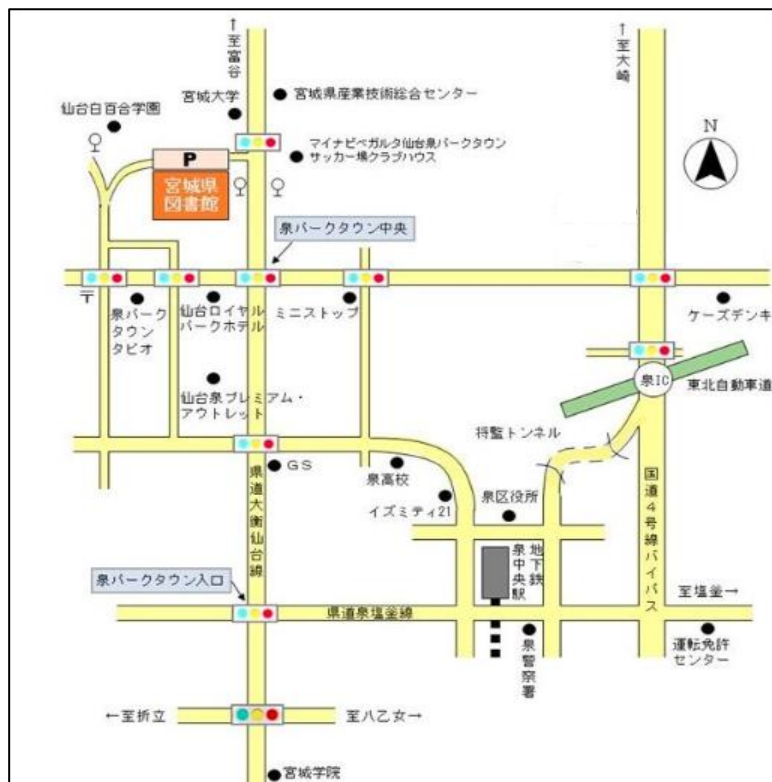 ↑至富谷
↑至大崎
宮城県産業技術総合センター
宮城大学
仙台白百合学園
マイナビベガルタ仙台泉パークタウン
サッカー場クラブハウス
N
P
宮城県
図書館
泉パークタウン中央
〒
泉パーク
タウン
タピオ
仙台ロイヤル
パークホテル
ミニストップ
ケーズデンキ
泉IC
東北自動車道
仙台泉プレミアム・
アウトレット
将監トンネル
GS
泉高校
イズミティ21
泉区役所
県道大衡仙台線
国道4号線バイパス
地下鉄
泉中央駅
泉パークタウン入口
県道泉塩釜線
至塩釜→
泉警察署
運転免許
センター
←至折立
至八乙女→
宮城学院